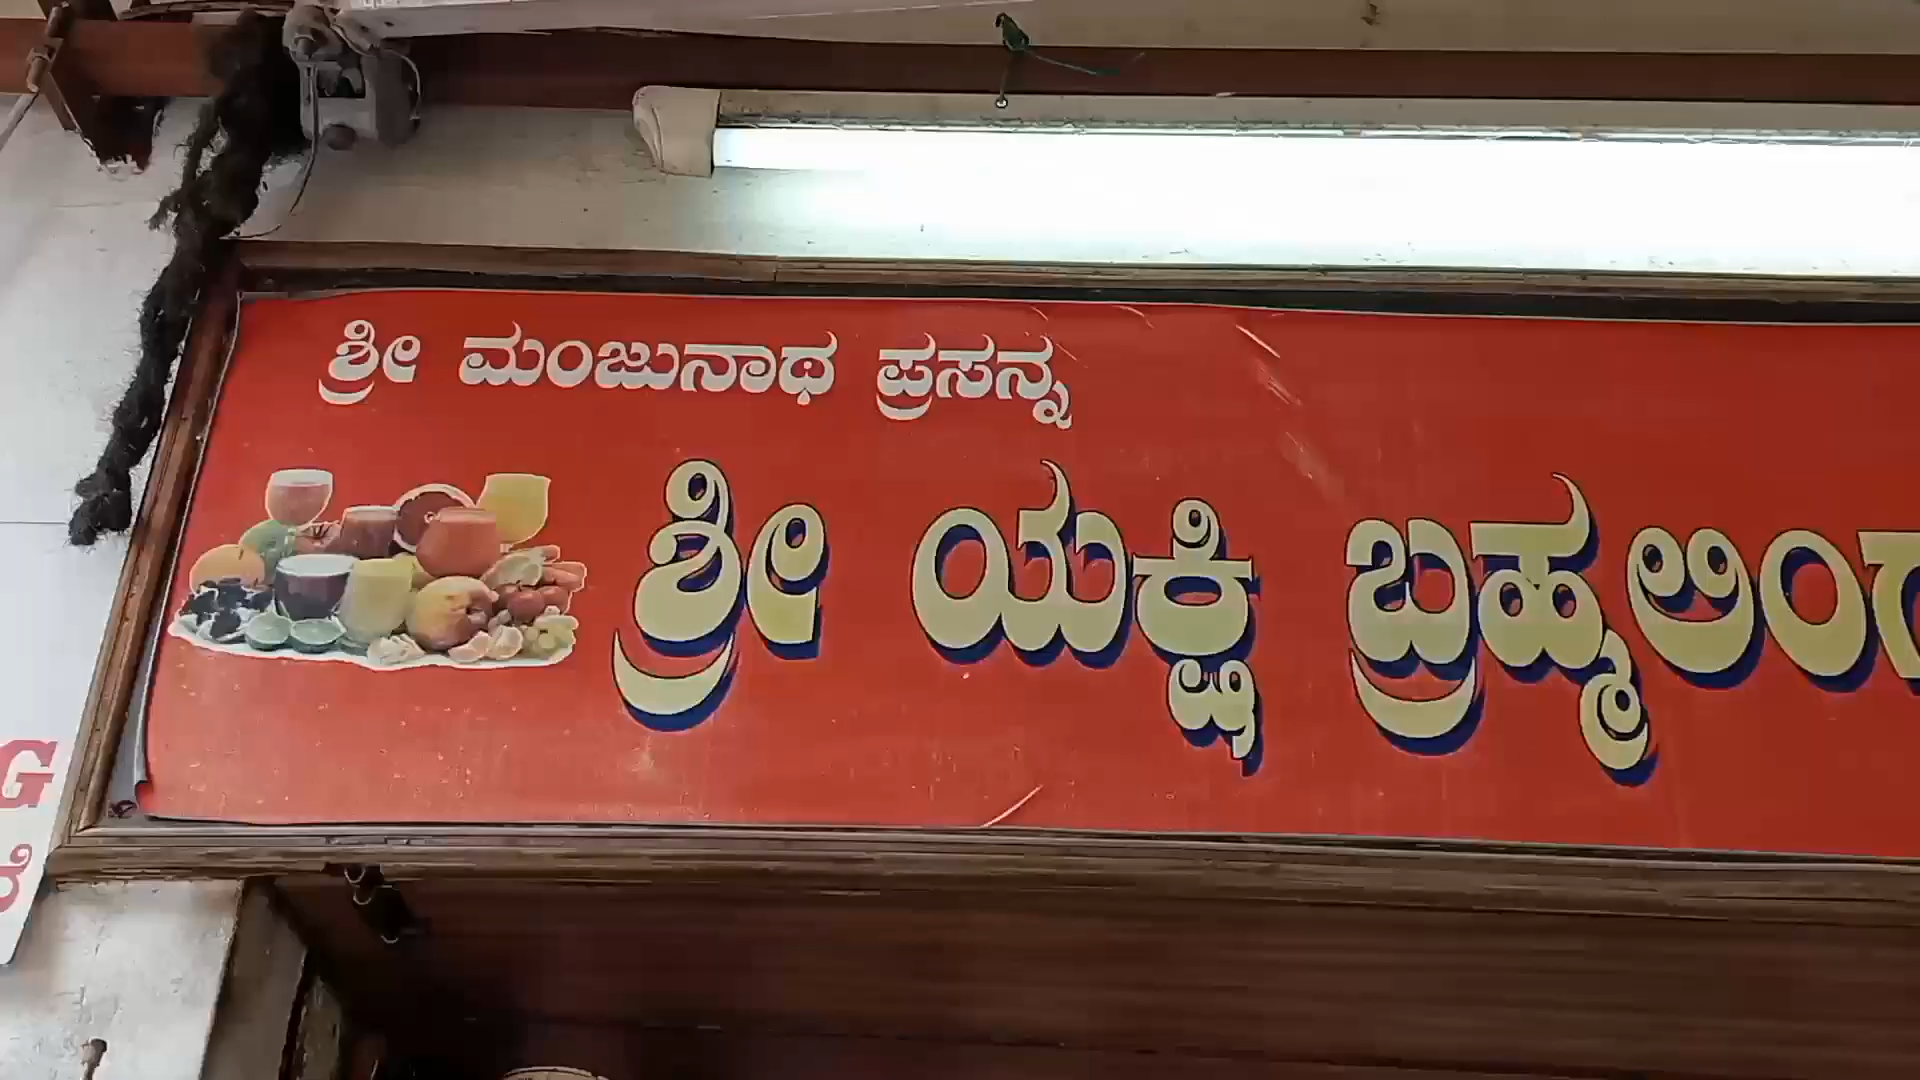 ಶ್ರೀ ಮಂಜುನಾಥ ಪ್ರಸನ್ನ
ಶ್ರೀ ಯಕ್ಷಿ ಬ್ರಹ್ಮಲಿಂಗ
G